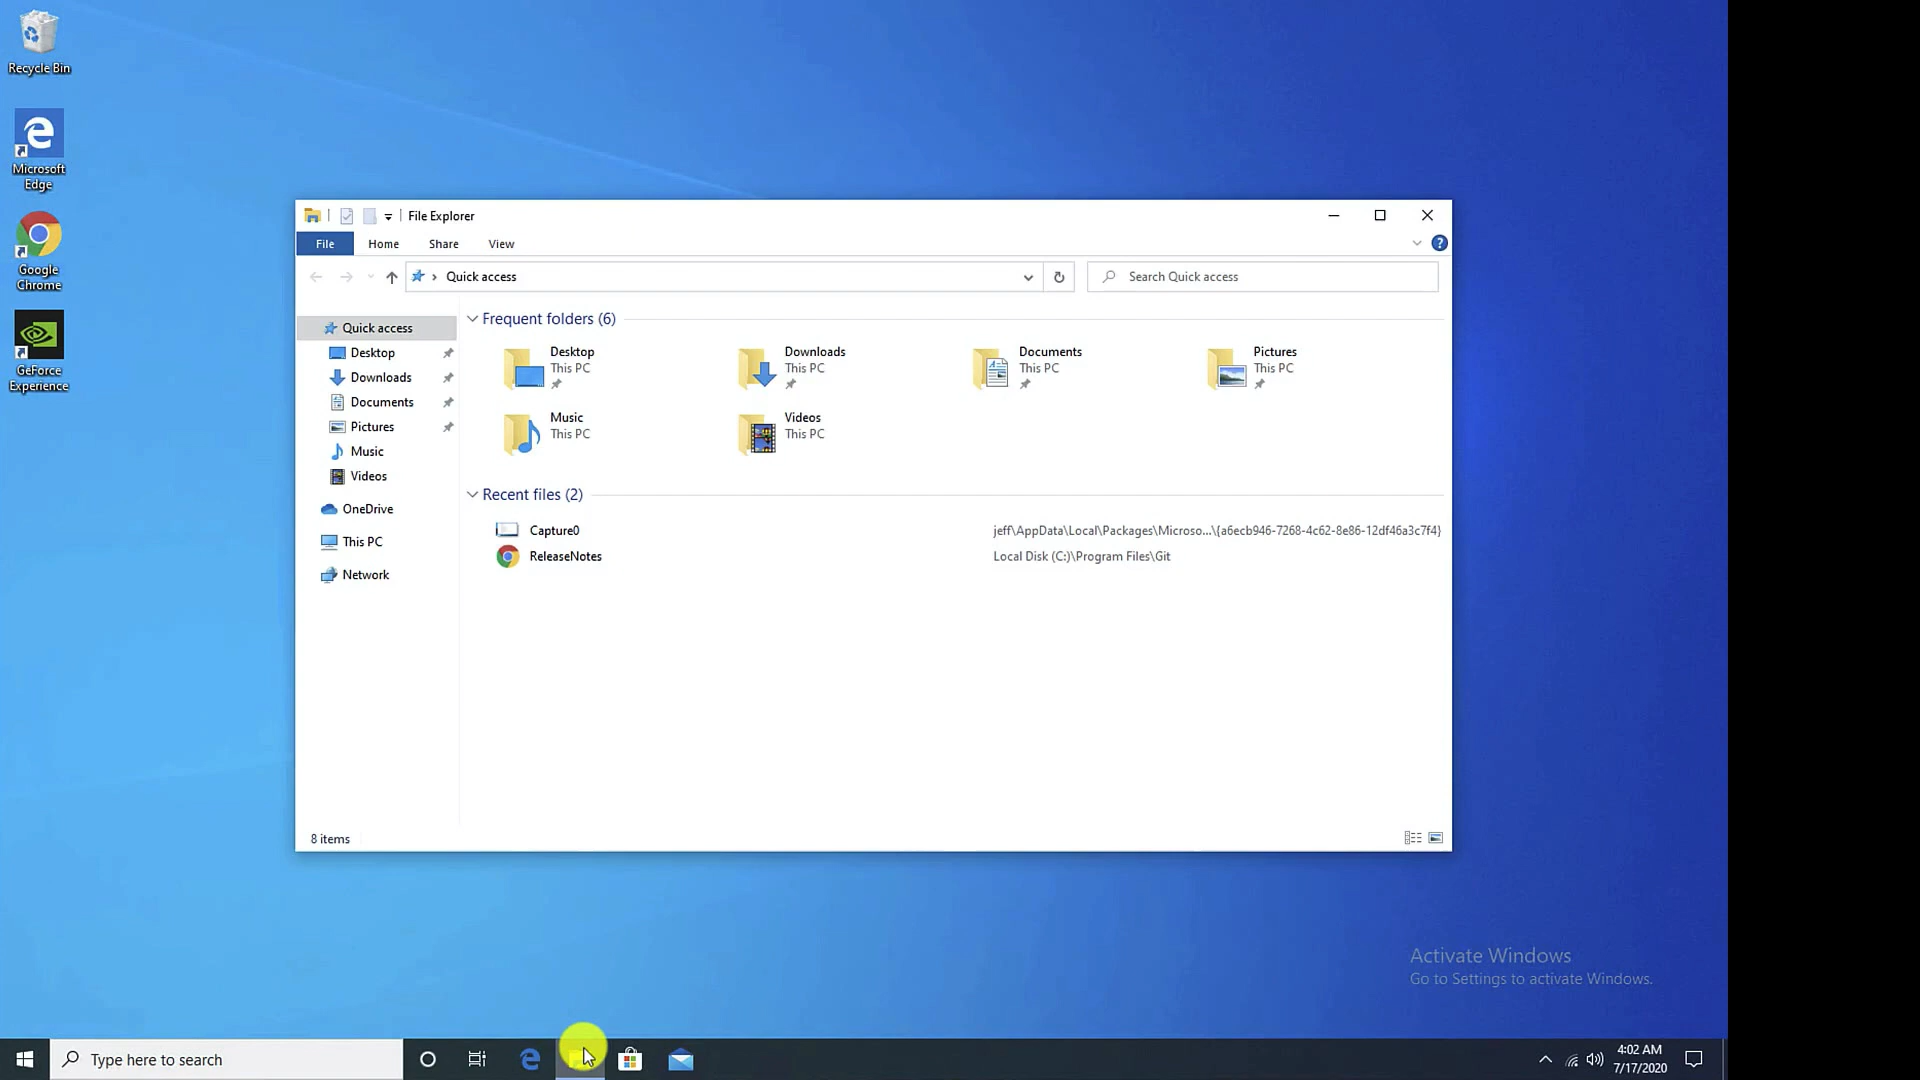 Recycle Bin
Microsoft
Edge
Google
Chrome
GeForce
Experience
File Explorer
File Home Share View
Quick access
Search Quick access
Quick access
Desktop
Downloads
Documents
Pictures
Music
Videos
OneDrive
This PC
Network
Frequent folders (6)
Desktop
This PC
Downloads
This PC
Documents
This PC
Pictures
This PC
Music
This PC
Videos
This PC
Recent files (2)
Capture0 jeff\AppData\Local\Packages\Microso...\{a6ecb946-7268-4c62-8e86-12df46a3c7f4}
ReleaseNotes Local Disk (C:)\Program Files\Git
8 items
Activate Windows
Go to Settings to activate Windows.
Type here to search
4:02 AM
7/17/2020